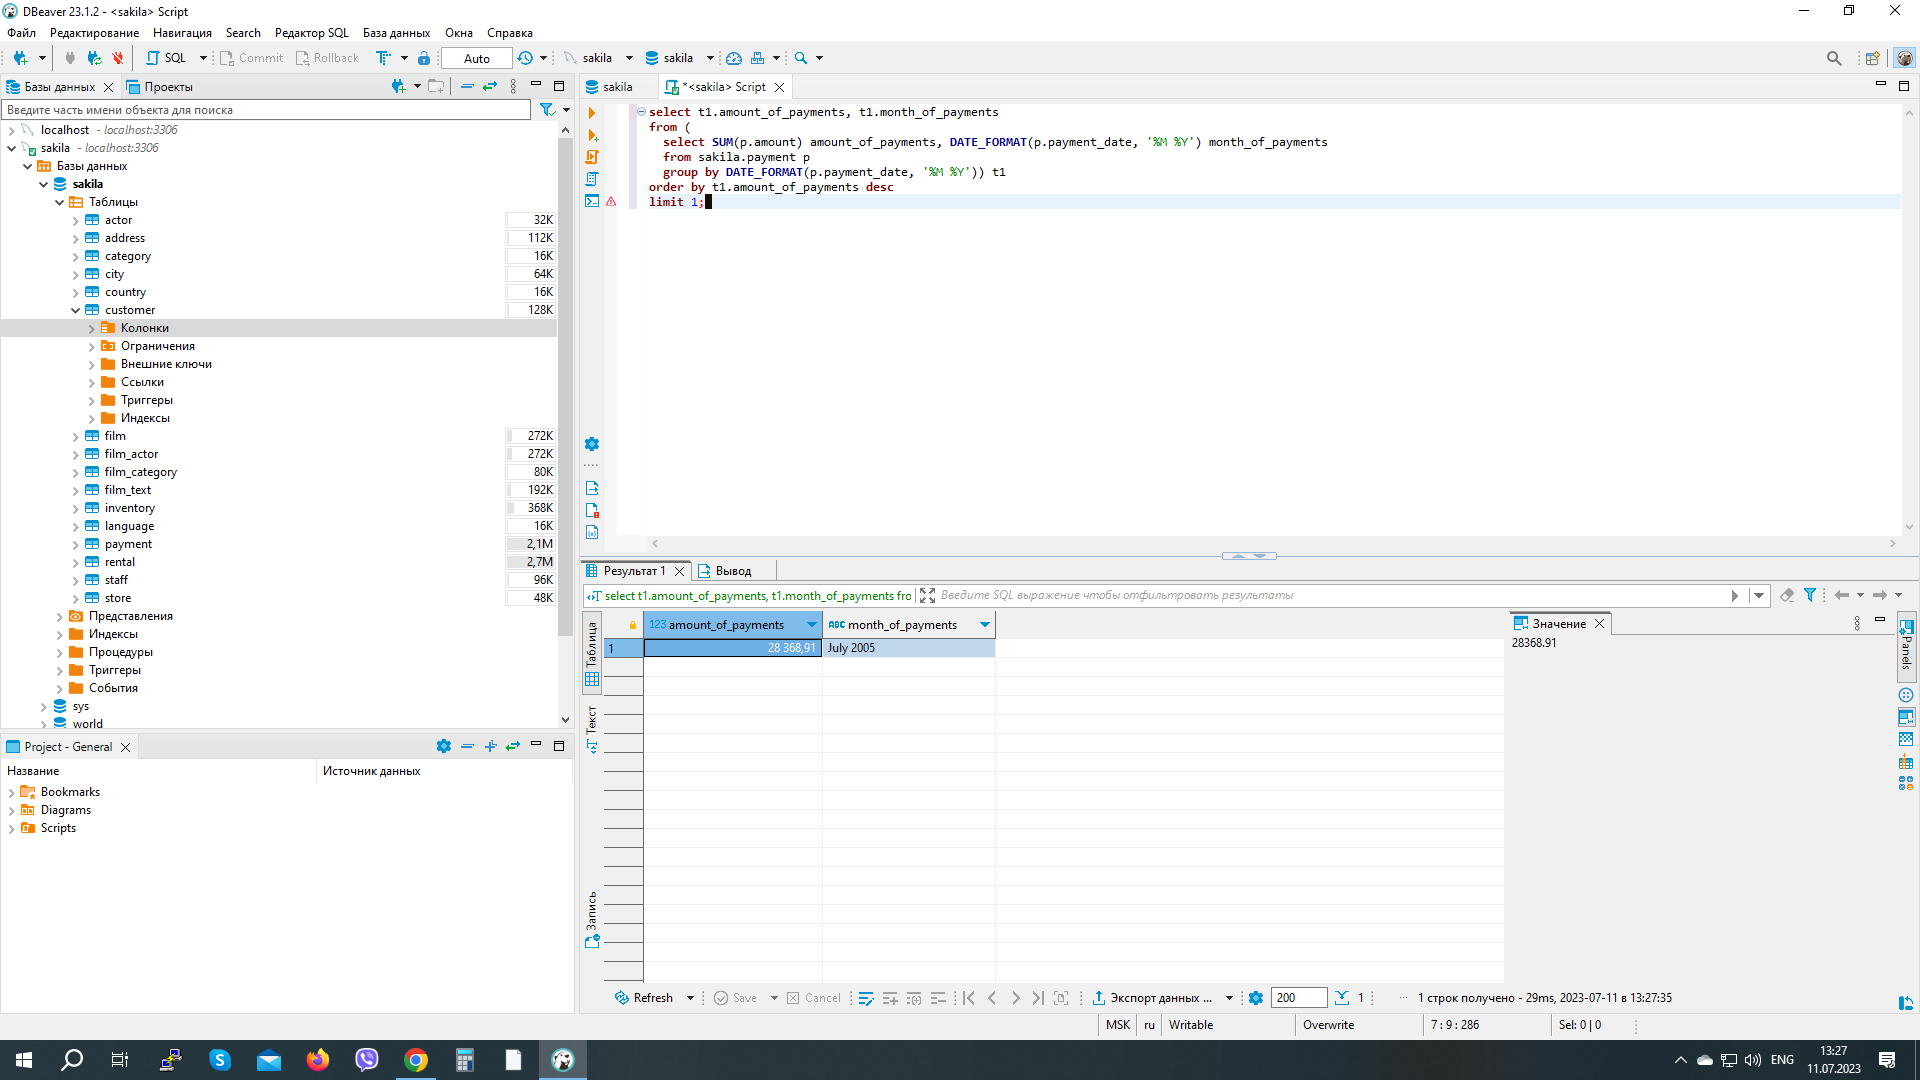 DBeaver 23.1.2 - <sakila> Script
Файл Редактирование Навигация Search Редактор SQL База данных Окна Справка
SQL Commit Rollback Auto sakila sakila
Базы данных Проекты
Введите часть имени объекта для поиска
localhost - localhost:3306
sakila - localhost:3306
Базы данных
sakila
Таблицы
actor 32K
address 112K
category 16K
city 64K
country 16K
customer 128K
Колонки
Ограничения
Внешние ключи
Ссылки
Триггеры
Индексы
film 272K
film_actor 272K
film_category 80K
film_text 192K
inventory 368K
language 16K
payment 2,1M
rental 2,7M
staff 96K
store 48K
Представления
Индексы
Процедуры
Триггеры
События
sys
world
Project - General
Название Источник данных
Bookmarks
Diagrams
Scripts
sakila *<sakila> Script
select t1.amount_of_payments, t1.month_of_payments
from (
select SUM(p.amount) amount_of_payments, DATE_FORMAT(p.payment_date, '%M %Y') month_of_payments
from sakila.payment p
group by DATE_FORMAT(p.payment_date, '%M %Y')) t1
order by t1.amount_of_payments desc
limit 1;
Результат 1 Вывод
select t1.amount_of_payments, t1.month_of_payments fro Введите SQL выражение чтобы отфильтровать результаты
Таблица
Текст
Запись
123 amount_of_payments ABC month_of_payments
1 28 368,91 July 2005
Значение
28368.91
Panels
Refresh Save Cancel Экспорт данных ... 200 1 1 строк получено - 29ms, 2023-07-11 в 13:27:35
MSK ru Writable Overwrite 7 : 9 : 286 Sel: 0 | 0
ENG 13:27
11.07.2023